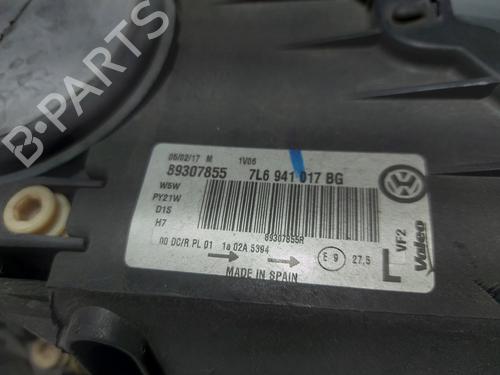 06/02/17 M 1V06
89307855 7L6 941 017 BG
W5W
PY21W
D1S
H7
89307855R
00 DC/R PL 01 1a 02A 5394
MADE IN SPAIN
E 9 27,5
L
VF2
Valeo
B-PARTS